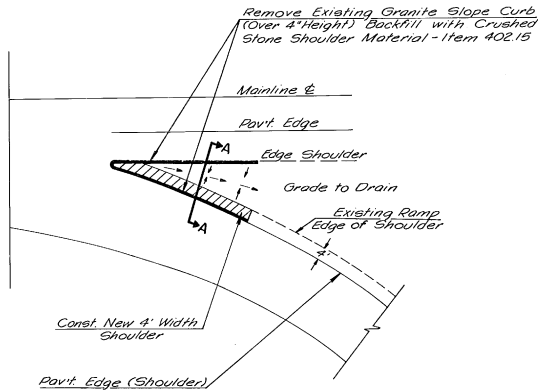 Remove Existing Granite Slope Curb
(Over 4" Height) Backfill with Crushed
Stone Shoulder Material - Item 402.15
Mainline ℄
Pav't. Edge
A
Edge Shoulder
Grade to Drain
Existing Ramp
Edge of Shoulder
A
4'
Const. New 4' Width
Shoulder
Pav't. Edge (Shoulder)